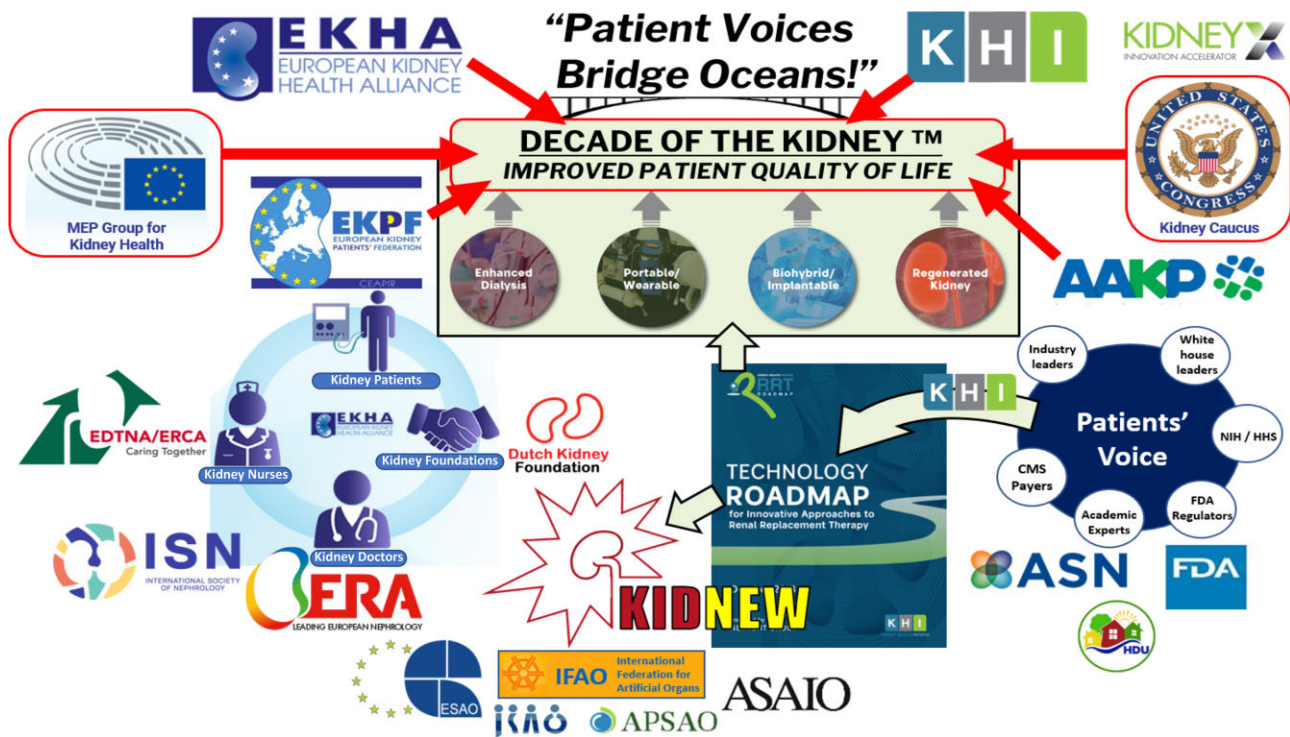 EKHA
EUROPEAN KIDNEY
HEALTH ALLIANCE
“Patient Voices
Bridge Oceans!”
KHI
KIDNEYX
INNOVATION ACCELERATOR
DECADE OF THE KIDNEY ™
IMPROVED PATIENT QUALITY OF LIFE
MEP Group for
Kidney Health
UNITED STATES
CONGRESS
Kidney Caucus
EKPF
EUROPEAN KIDNEY
PATIENTS' FEDERATION
CEAPIR
Enhanced
Dialysis
Portable/
Wearable
Biohybrid/
Implantable
Regenerated
Kidney
AAKP
Kidney Patients
EKHA
EUROPEAN KIDNEY
HEALTH ALLIANCE
Kidney Nurses
Kidney Foundations
Kidney Doctors
EDTNA/ERCA
Caring Together
Dutch Kidney
Foundation
ISN
INTERNATIONAL SOCIETY
OF NEPHROLOGY
ERA
LEADING EUROPEAN NEPHROLOGY
KIDNEW
RRT
ROADMAP
TECHNOLOGY
ROADMAP
for Innovative Approaches to
Renal Replacement Therapy
KHI
KHI
Patients’
Voice
Industry
leaders
White
house
leaders
NIH / HHS
FDA
Regulators
Academic
Experts
CMS
Payers
ASN
FDA
HDU
ESAO
IFAO
International
Federation for
Artificial Organs
APSAO
ASAIO